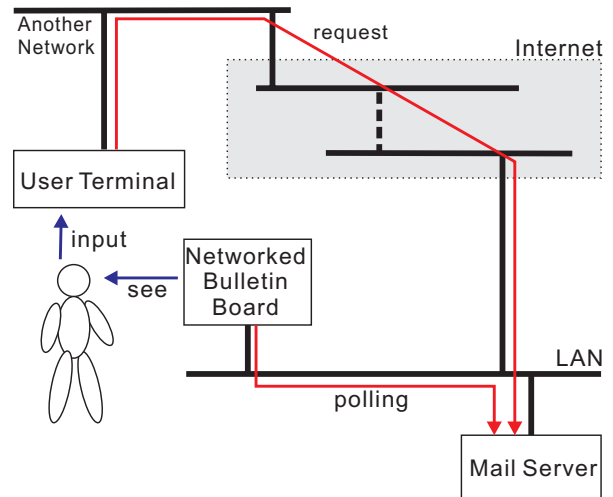 Another
Network
request
Internet
User Terminal
input
see
Networked
Bulletin
Board
LAN
polling
Mail Server